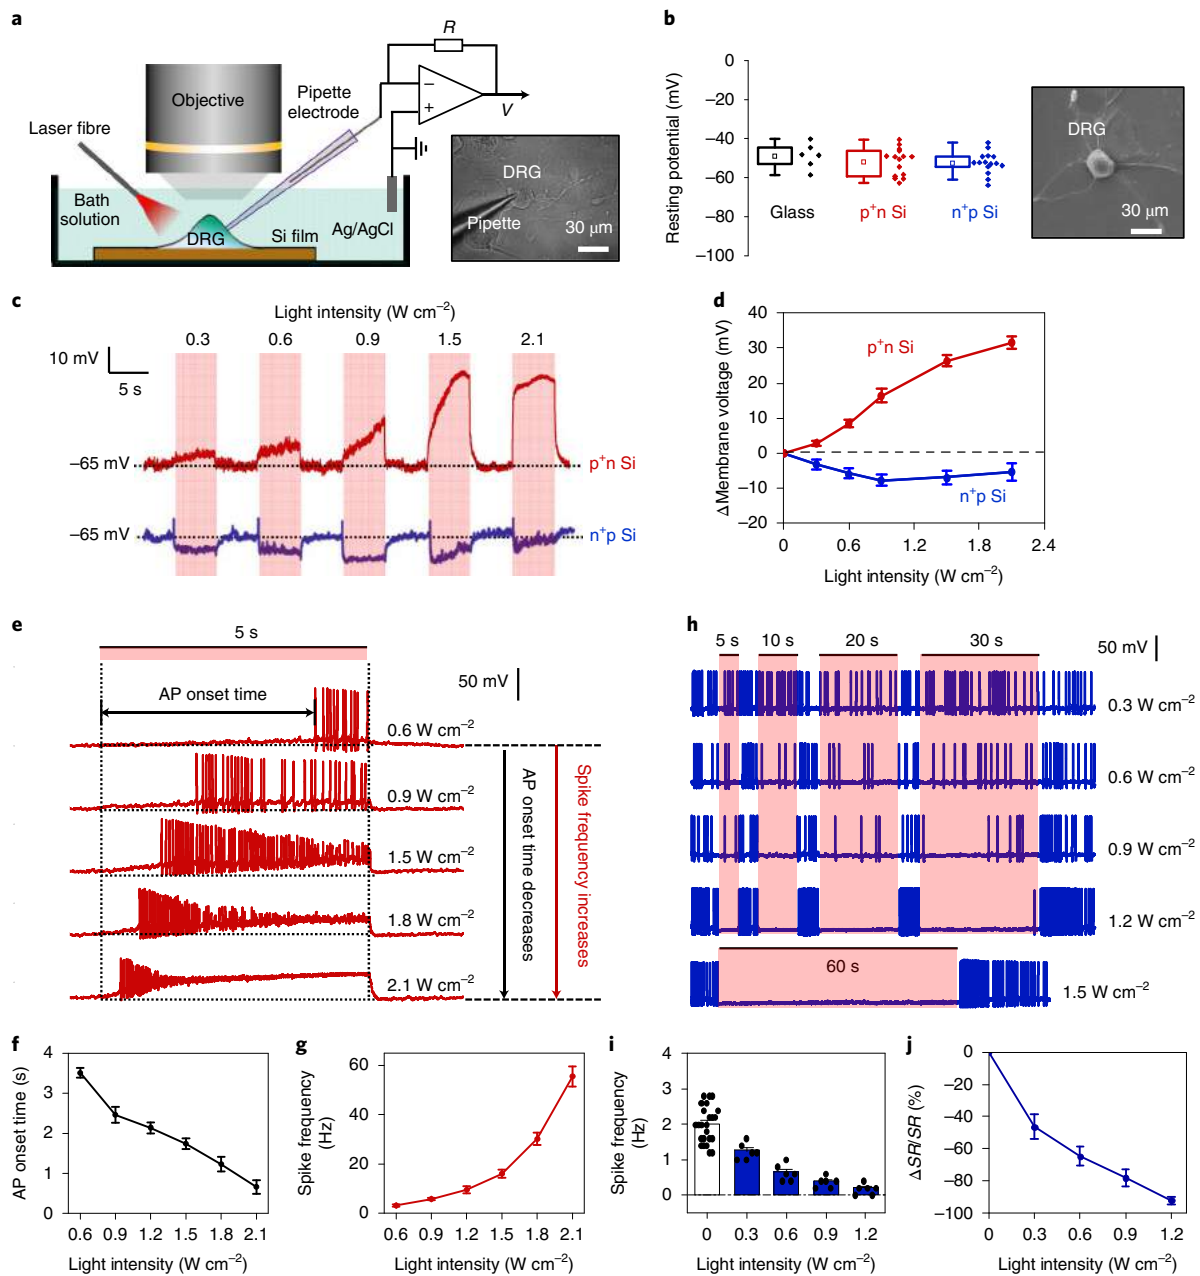 a
R
Objective
Pipette
electrode
−
+
V
Laser fibre
Bath
solution
DRG
Si film
Ag/AgCl
DRG
Pipette
30 μm
b
Resting potential (mV)
0
−20
−40
−60
−80
−100
Glass
p⁺n Si
n⁺p Si
DRG
30 μm
c
Light intensity (W cm⁻²)
0.3
0.6
0.9
1.5
2.1
10 mV
5 s
−65 mV
p⁺n Si
−65 mV
n⁺p Si
d
ΔMembrane voltage (mV)
40
30
20
10
0
−10
−20
p⁺n Si
n⁺p Si
0
0.6
1.2
1.8
2.4
Light intensity (W cm⁻²)
e
5 s
AP onset time
50 mV
0.6 W cm⁻²
0.9 W cm⁻²
1.5 W cm⁻²
1.8 W cm⁻²
2.1 W cm⁻²
AP onset time decreases
Spike frequency increases
h
5 s
10 s
20 s
30 s
50 mV
0.3 W cm⁻²
0.6 W cm⁻²
0.9 W cm⁻²
1.2 W cm⁻²
60 s
1.5 W cm⁻²
f
AP onset time (s)
4
3
2
1
0
0.6
0.9
1.2
1.5
1.8
2.1
Light intensity (W cm⁻²)
g
Spike frequency
(Hz)
60
40
20
0
0.6
0.9
1.2
1.5
1.8
2.1
Light intensity (W cm⁻²)
i
Spike frequency
(Hz)
4
3
2
1
0
0
0.3
0.6
0.9
1.2
Light intensity (W cm⁻²)
j
ΔSR/SR (%)
0
−20
−40
−60
−80
−100
0
0.3
0.6
0.9
1.2
Light intensity (W cm⁻²)